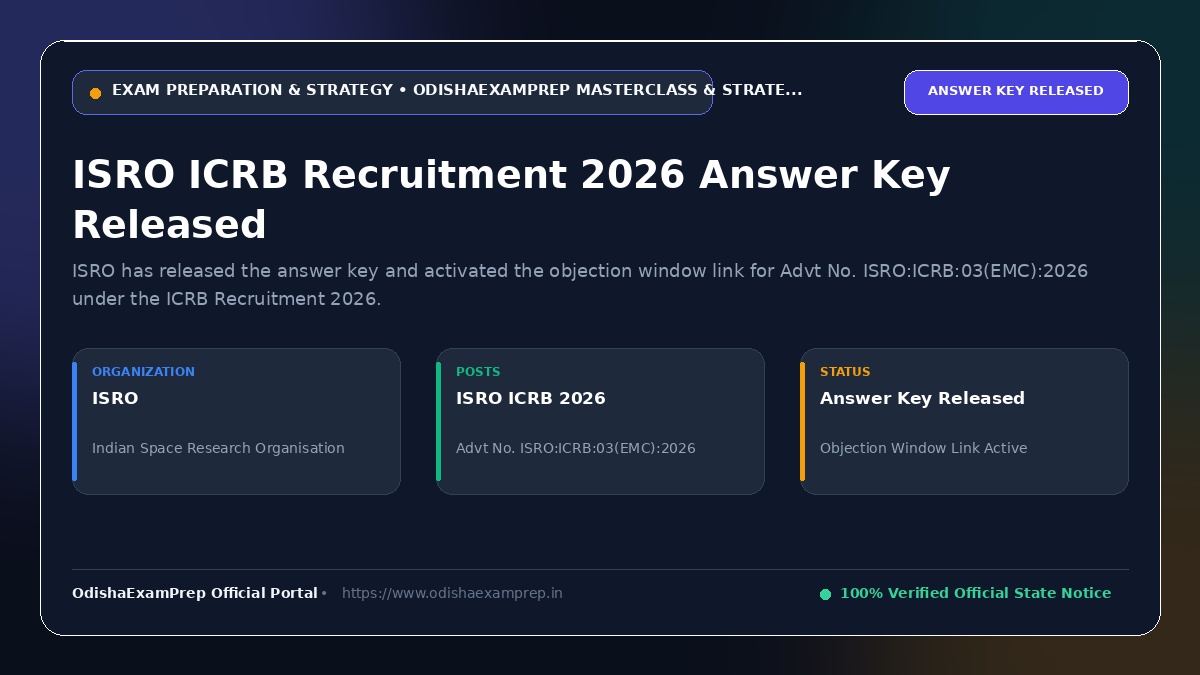 EXAM PREPARATION & STRATEGY • ODISHAEXAMPREP MASTERCLASS & STRATE...
ANSWER KEY RELEASED
ISRO ICRB Recruitment 2026 Answer Key
Released
ISRO has released the answer key and activated the objection window link for Advt No. ISRO:ICRB:03(EMC):2026
under the ICRB Recruitment 2026.
ORGANIZATION
ISRO
Indian Space Research Organisation
POSTS
ISRO ICRB 2026
Advt No. ISRO:ICRB:03(EMC):2026
STATUS
Answer Key Released
Objection Window Link Active
OdishaExamPrep Official Portal • https://www.odishaexamprep.in
100% Verified Official State Notice